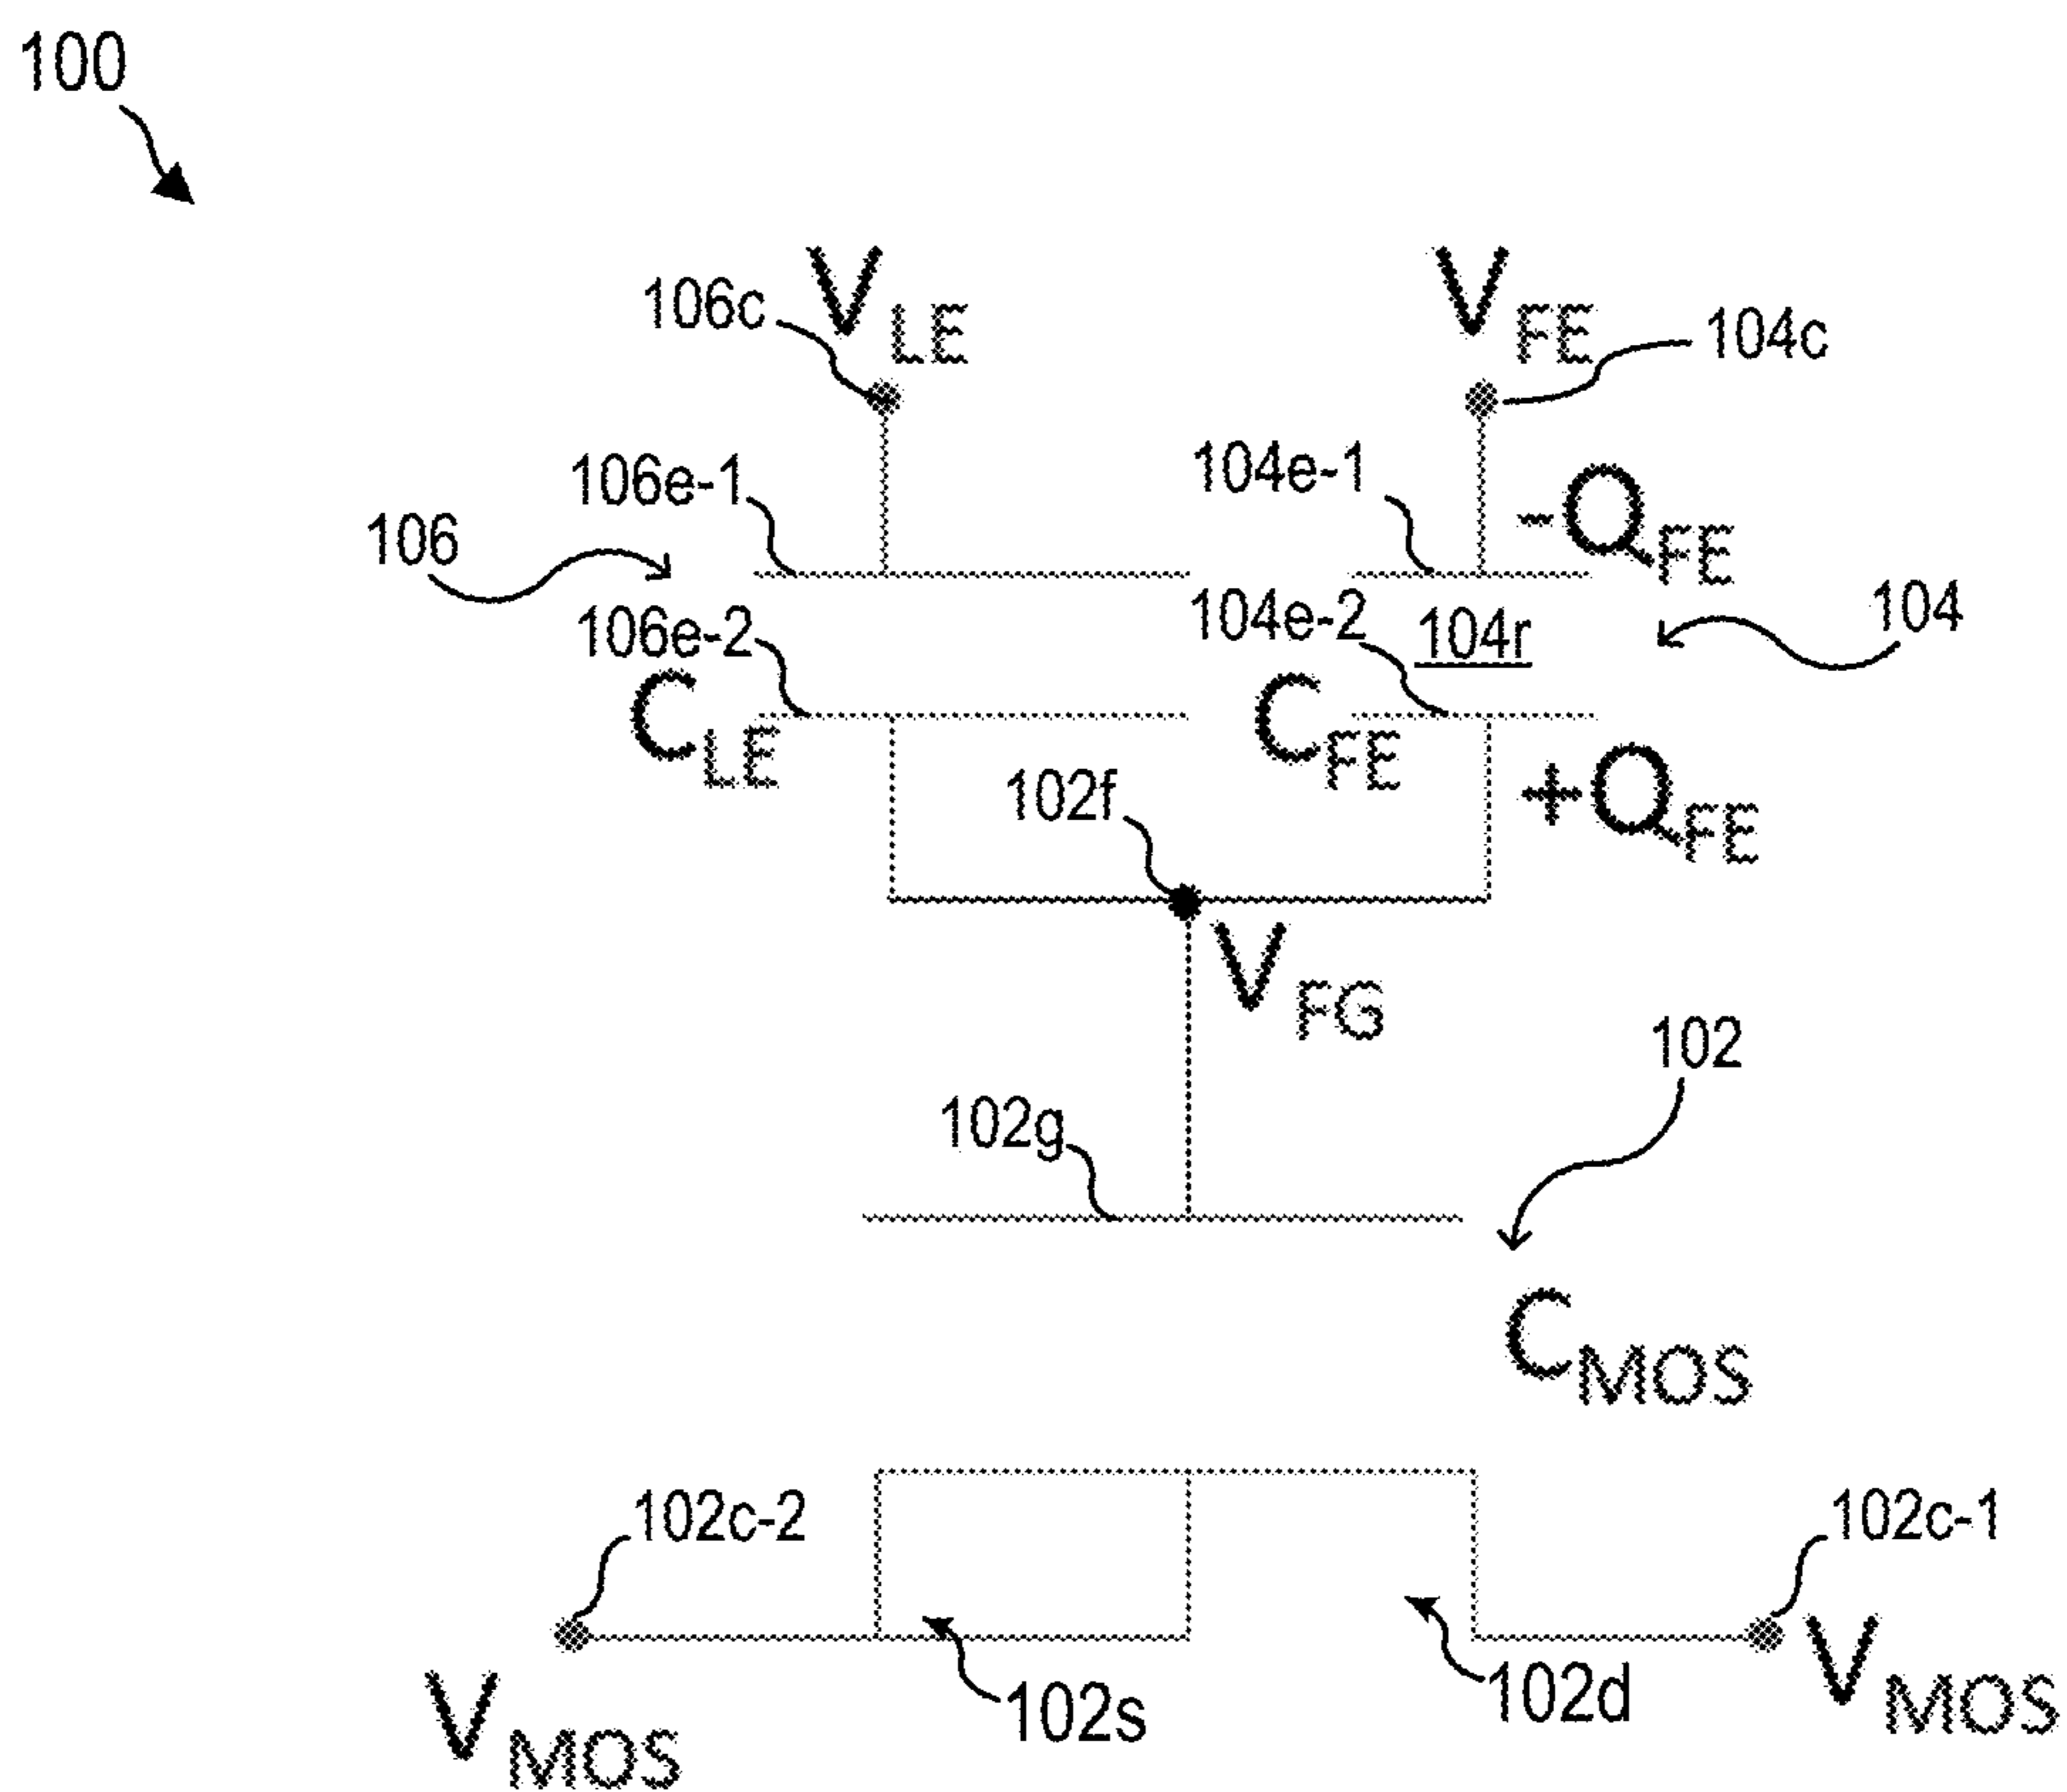 100
106c
V_LE
V_FE
104c
106e-1
104e-1
-Q_FE
106
106e-2
104e-2
104r
104
C_LE
C_FE
102f
+Q_FE
V_FG
102
102g
C_MOS
102c-2
102c-1
V_MOS
102s
102d
V_MOS